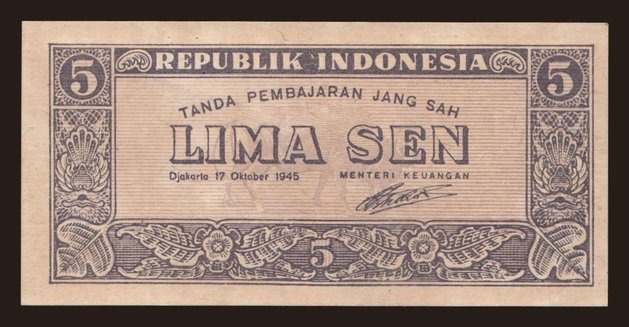 5 REPUBLIK INDONESIA 5
TANDA PEMBAJARAN JANG SAH
LIMA SEN
Djakarta 17 Oktober 1945 MENTERI KEUANGAN
5